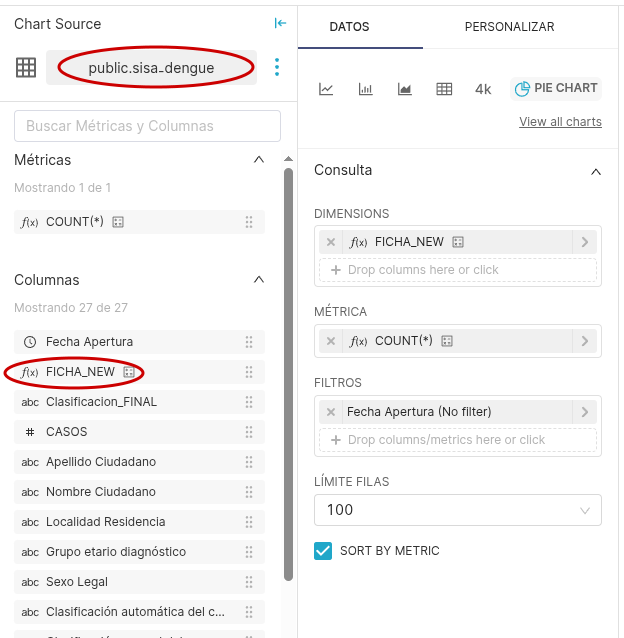 Chart Source
public.sisa_dengue
Buscar Métricas y Columnas
Métricas
Mostrando 1 de 1
f(x) COUNT(*)
Columnas
Mostrando 27 de 27
Fecha Apertura
f(x) FICHA_NEW
abc Clasificacion_FINAL
# CASOS
abc Apellido Ciudadano
abc Nombre Ciudadano
abc Localidad Residencia
abc Grupo etario diagnóstico
abc Sexo Legal
abc Clasificación automática del c...
DATOS PERSONALIZAR
4k PIE CHART
View all charts
Consulta
DIMENSIONS
f(x) FICHA_NEW
+ Drop columns here or click
MÉTRICA
f(x) COUNT(*)
FILTROS
Fecha Apertura (No filter)
+ Drop columns/metrics here or click
LÍMITE FILAS
100
SORT BY METRIC